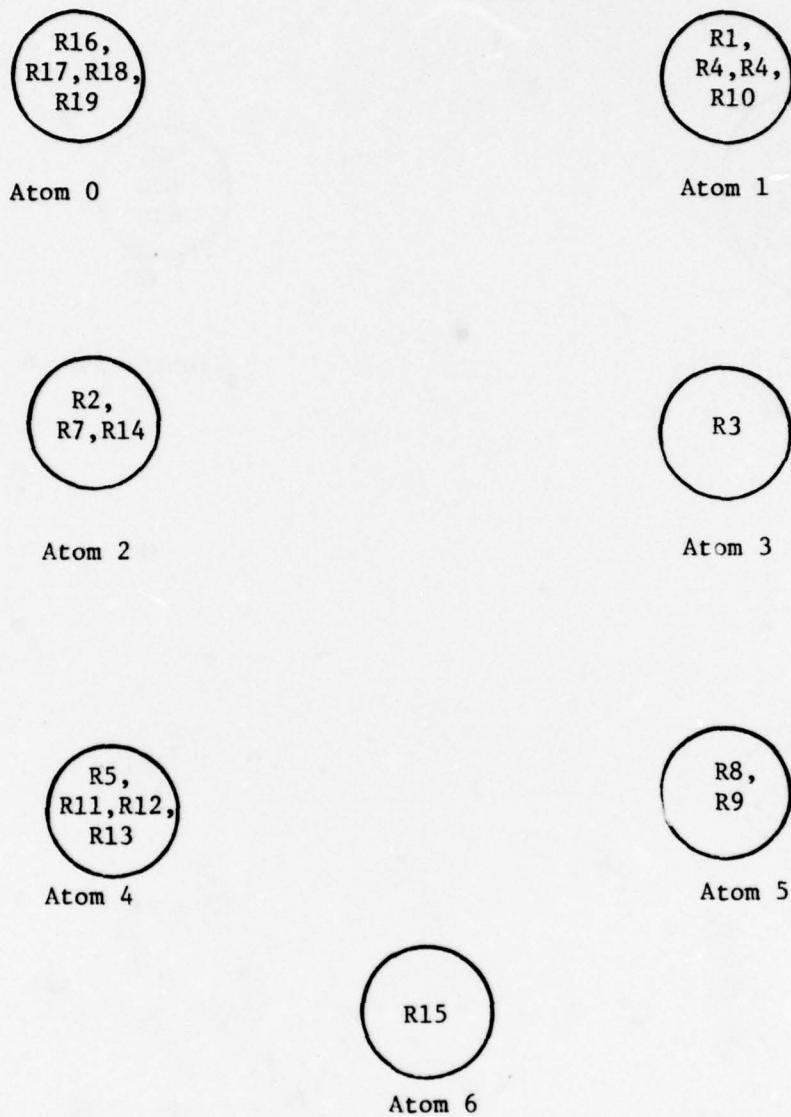 R16,
R17,R18,
R19
Atom 0
R1,
R4,R4,
R10
Atom 1
R2,
R7,R14
Atom 2
R3
Atom 3
R5,
R11,R12,
R13
Atom 4
R8,
R9
Atom 5
R15
Atom 6